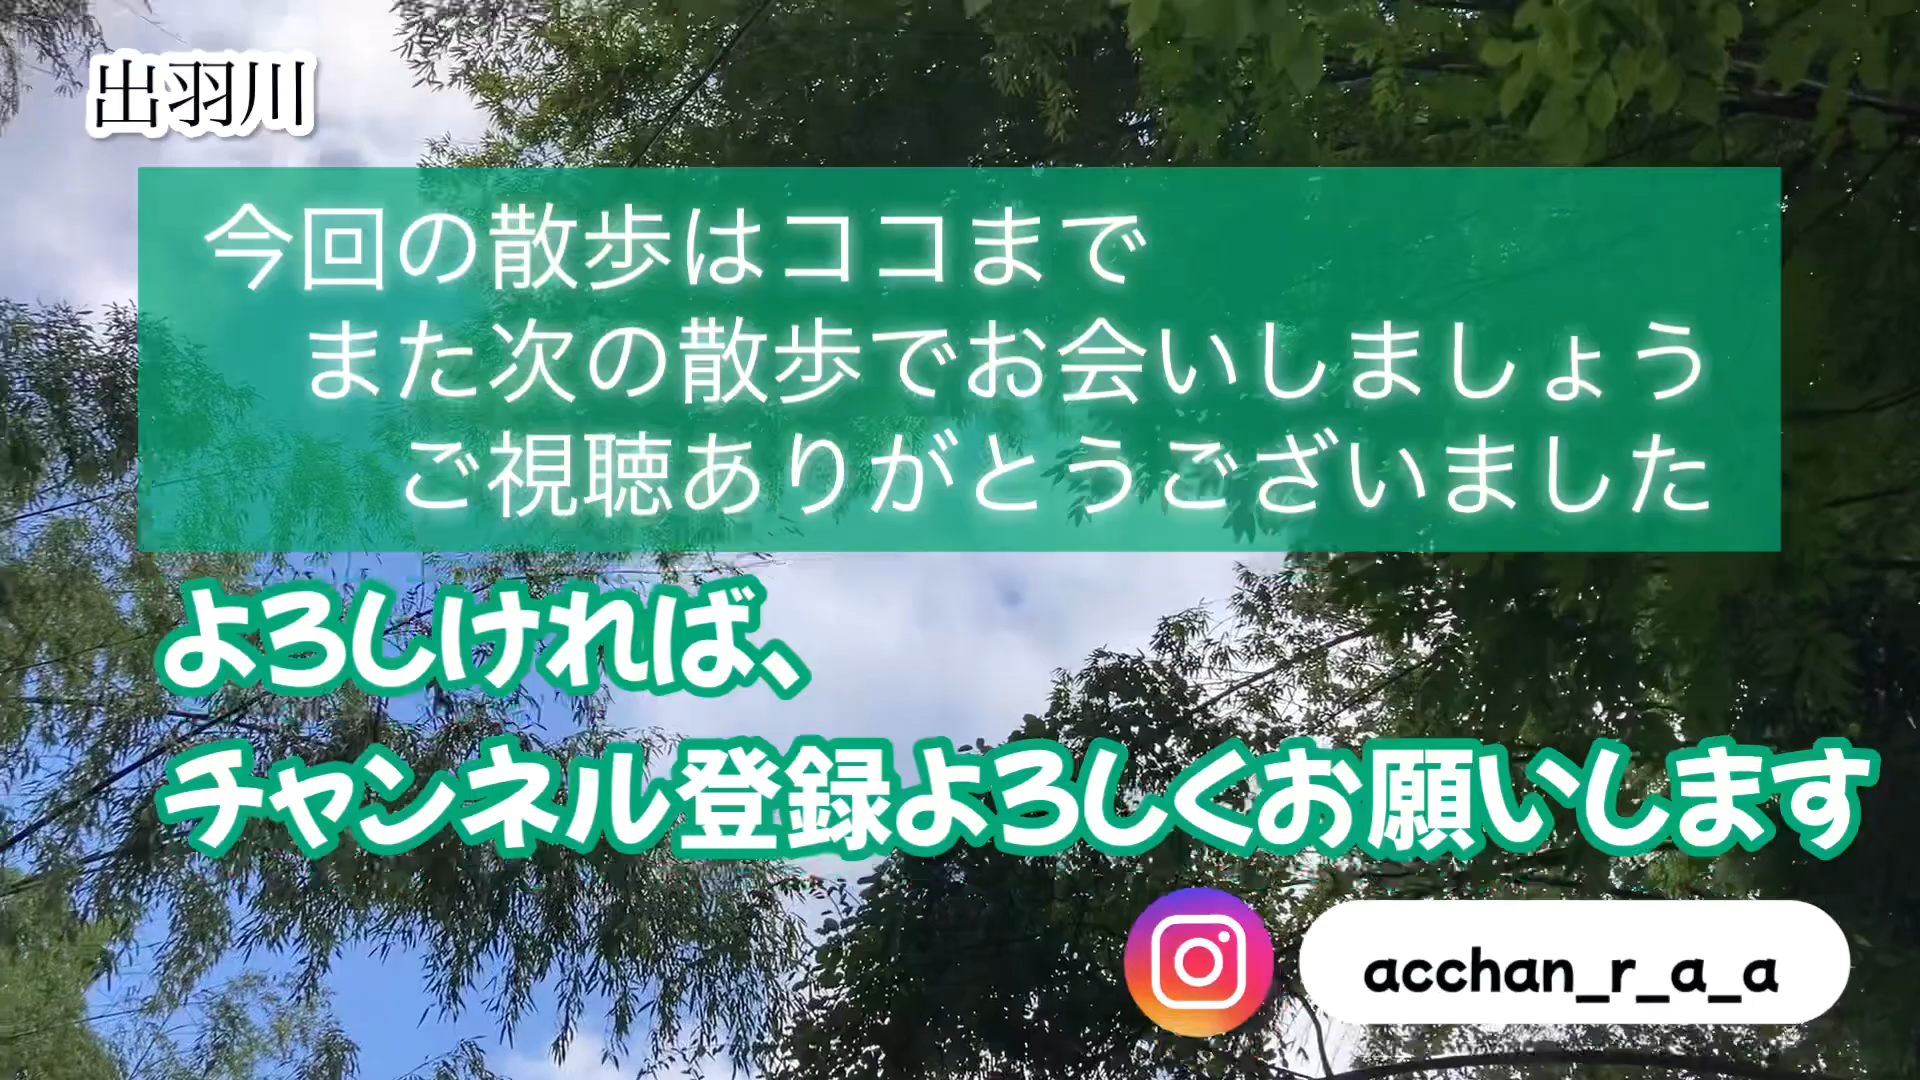 出羽川
今回の散歩はココまで
また次の散歩でお会いしましょう
ご視聴ありがとうございました
よろしければ、
チャンネル登録よろしくお願いします
acchan_r_a_a